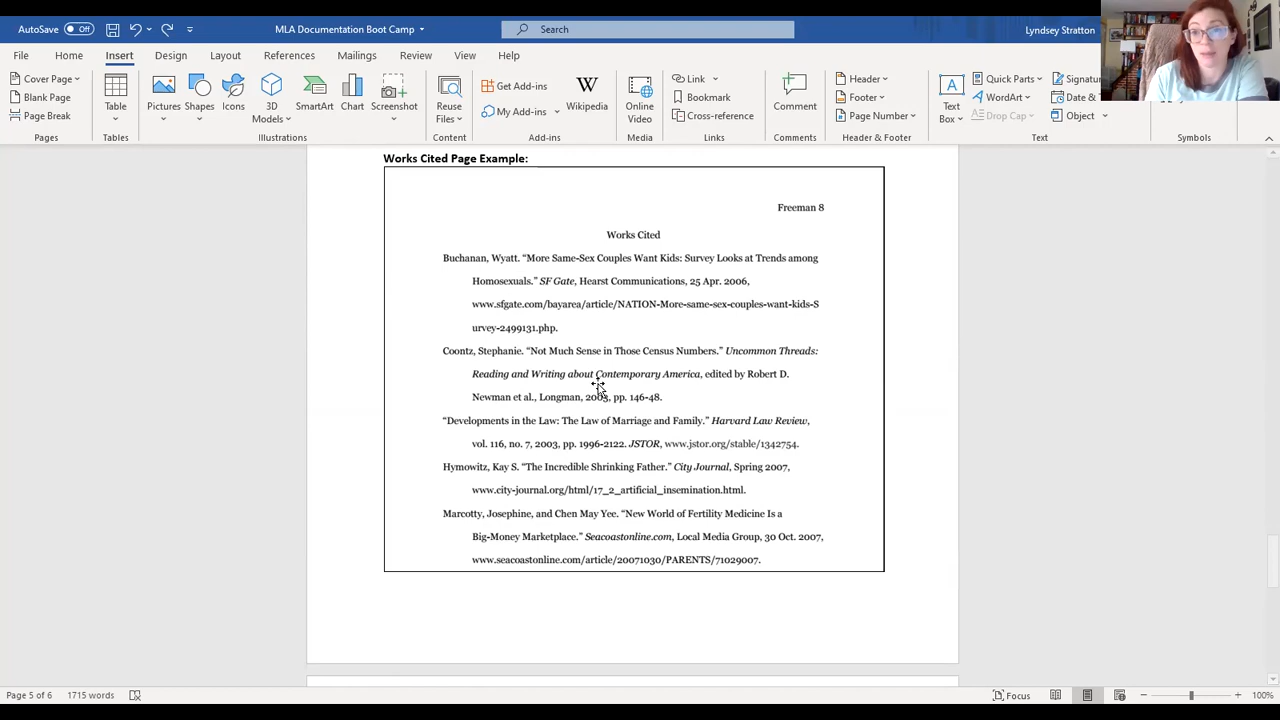 AutoSave Off MLA Documentation Boot Camp Search Lyndsey Stratton
File Home Insert Design Layout References Mailings Review View Help
Cover Page
Blank Page
Page Break
Pages
Table
Tables
Pictures
Shapes
Icons
3D Models
SmartArt
Chart
Screenshot
Illustrations
Reuse Files
Content
Get Add-ins
My Add-ins
Wikipedia
Add-ins
Online Video
Media
Link
Bookmark
Cross-reference
Links
Comment
Comments
Header
Footer
Page Number
Header & Footer
Text Box
Quick Parts
WordArt
Drop Cap
Date &
Object
Text
Symbols
Works Cited Page Example:
Freeman 8
Works Cited
Buchanan, Wyatt. “More Same-Sex Couples Want Kids: Survey Looks at Trends among
Homosexuals.” SF Gate, Hearst Communications, 25 Apr. 2006,
www.sfgate.com/bayarea/article/NATION-More-same-sex-couples-want-kids-S
urvey-2499131.php.
Coontz, Stephanie. “Not Much Sense in Those Census Numbers.” Uncommon Threads:
Reading and Writing about Contemporary America, edited by Robert D.
Newman et al., Longman, 2003, pp. 146-48.
“Developments in the Law: The Law of Marriage and Family.” Harvard Law Review,
vol. 116, no. 7, 2003, pp. 1996-2122. JSTOR, www.jstor.org/stable/1342754.
Hymowitz, Kay S. “The Incredible Shrinking Father.” City Journal, Spring 2007,
www.city-journal.org/html/17_2_artificial_insemination.html.
Marcotty, Josephine, and Chen May Yee. “New World of Fertility Medicine Is a
Big-Money Marketplace.” Seacoastonline.com, Local Media Group, 30 Oct. 2007,
www.seacoastonline.com/article/20071030/PARENTS/71029007.
Page 5 of 6 1715 words Focus 100%